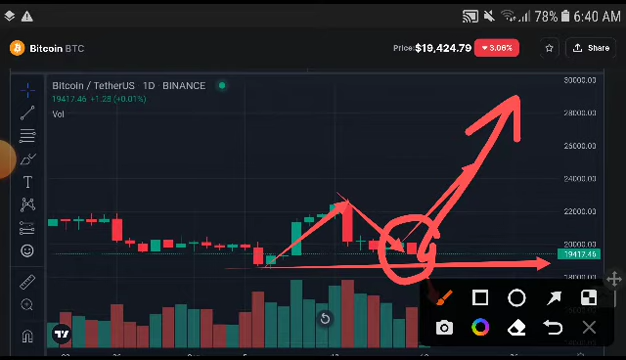 78% 6:40 AM
Bitcoin BTC Price: $19,424.79 ▼ 3.06% Share
Bitcoin / TetherUS 1D BINANCE
19417.46 +1.28 (+0.01%)
Vol
30000.00
28000.00
26000.00
24000.00
22000.00
20000.00
19417.46
18000.00